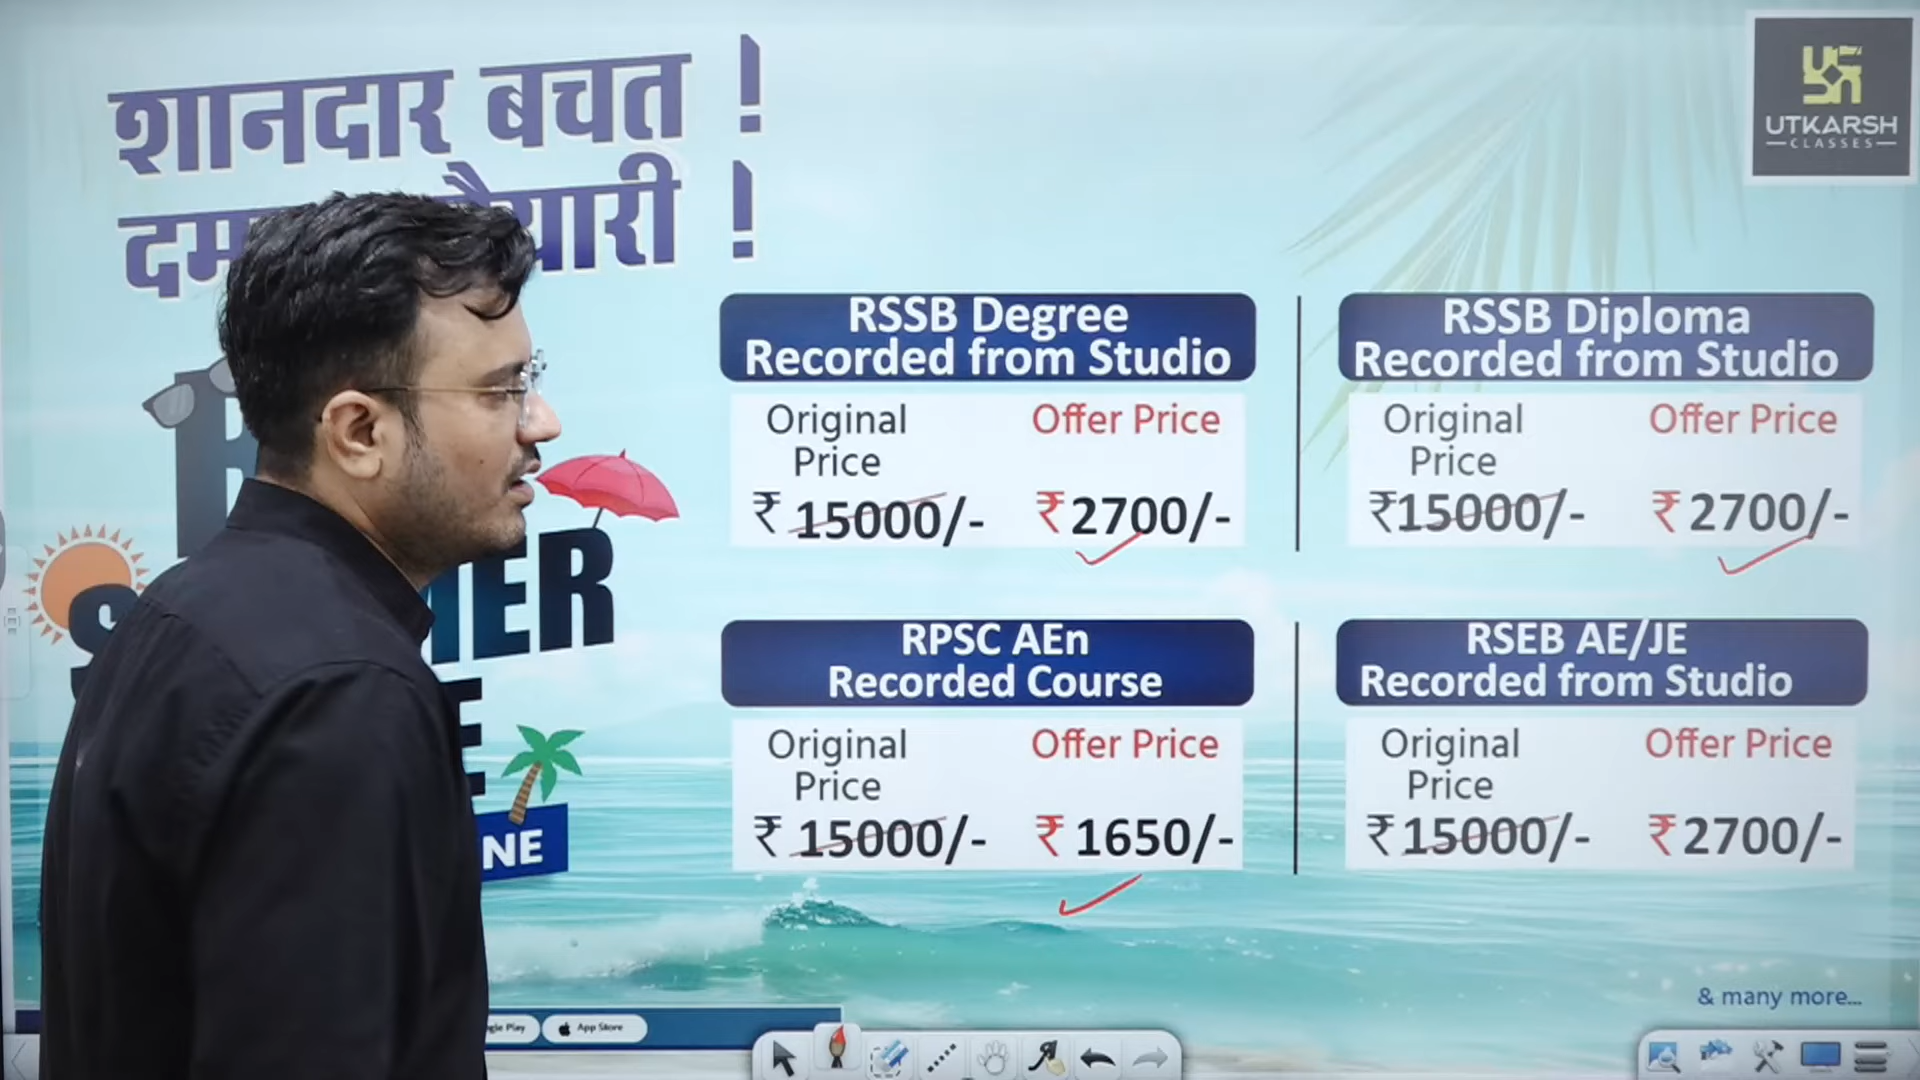 शानदार बचत !
तैयारी !
UTKARSH
CLASSES
RSSB Degree
Recorded from Studio
Original Price
Offer Price
₹ 15000/-
₹ 2700/-
RSSB Diploma
Recorded from Studio
Original Price
Offer Price
₹15000/-
₹ 2700/-
RPSC AEn
Recorded Course
Original Price
Offer Price
₹ 15000/-
₹ 1650/-
RSEB AE/JE
Recorded from Studio
Original Price
Offer Price
₹ 15000/-
₹ 2700/-
& many more...
Play
App Store